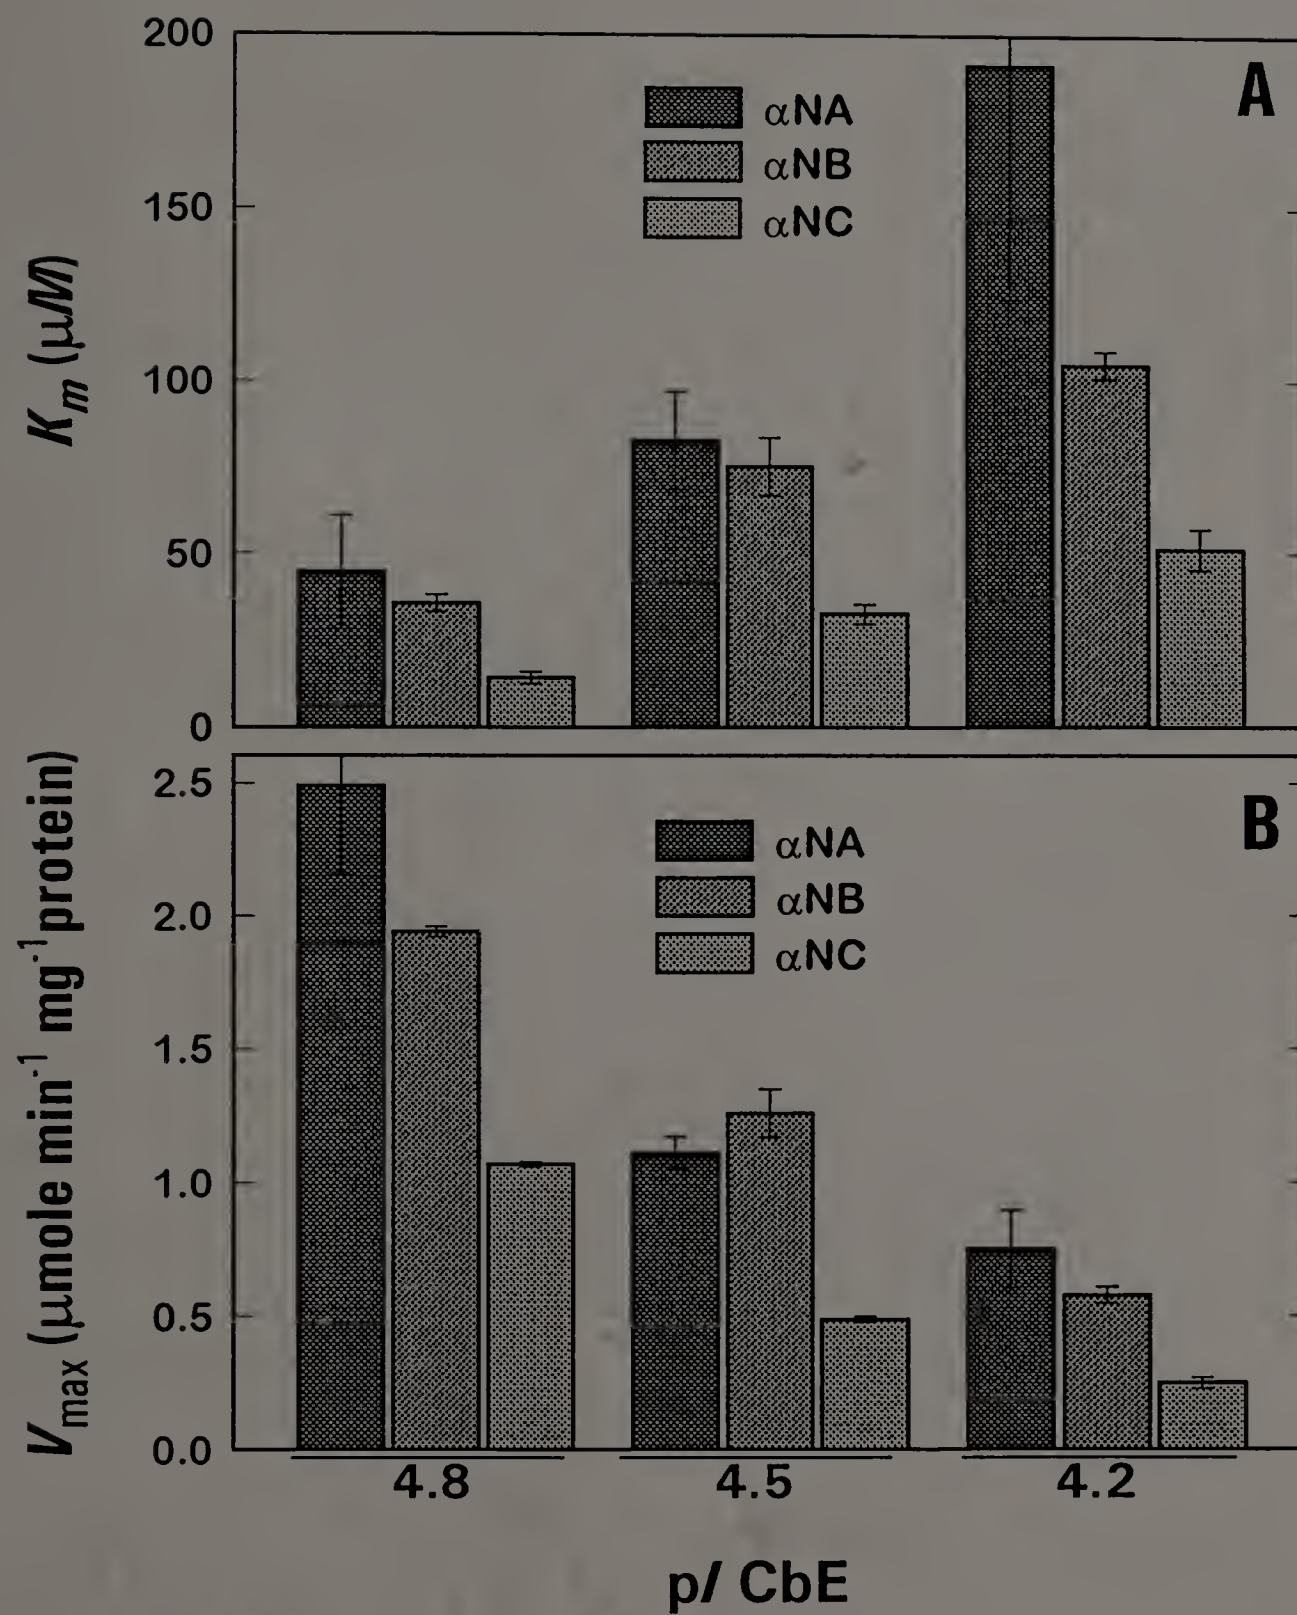 200
150
100
50
0
K_m (μM)
αNA
αNB
αNC
A
2.5
2.0
1.5
1.0
0.5
0.0
V_max (μmole min⁻¹ mg⁻¹ protein)
αNA
αNB
αNC
B
4.8 4.5 4.2
pI CbE